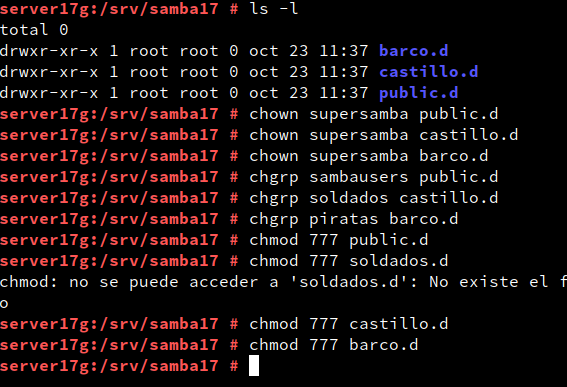 server17g:/srv/samba17 # ls -l
total 0
drwxr-xr-x 1 root root 0 oct 23 11:37 barco.d
drwxr-xr-x 1 root root 0 oct 23 11:37 castillo.d
drwxr-xr-x 1 root root 0 oct 23 11:37 public.d
server17g:/srv/samba17 # chown supersamba public.d
server17g:/srv/samba17 # chown supersamba castillo.d
server17g:/srv/samba17 # chown supersamba barco.d
server17g:/srv/samba17 # chgrp sambausers public.d
server17g:/srv/samba17 # chgrp soldados castillo.d
server17g:/srv/samba17 # chgrp piratas barco.d
server17g:/srv/samba17 # chmod 777 public.d
server17g:/srv/samba17 # chmod 777 soldados.d
chmod: no se puede acceder a 'soldados.d': No existe el f
o
server17g:/srv/samba17 # chmod 777 castillo.d
server17g:/srv/samba17 # chmod 777 barco.d
server17g:/srv/samba17 #